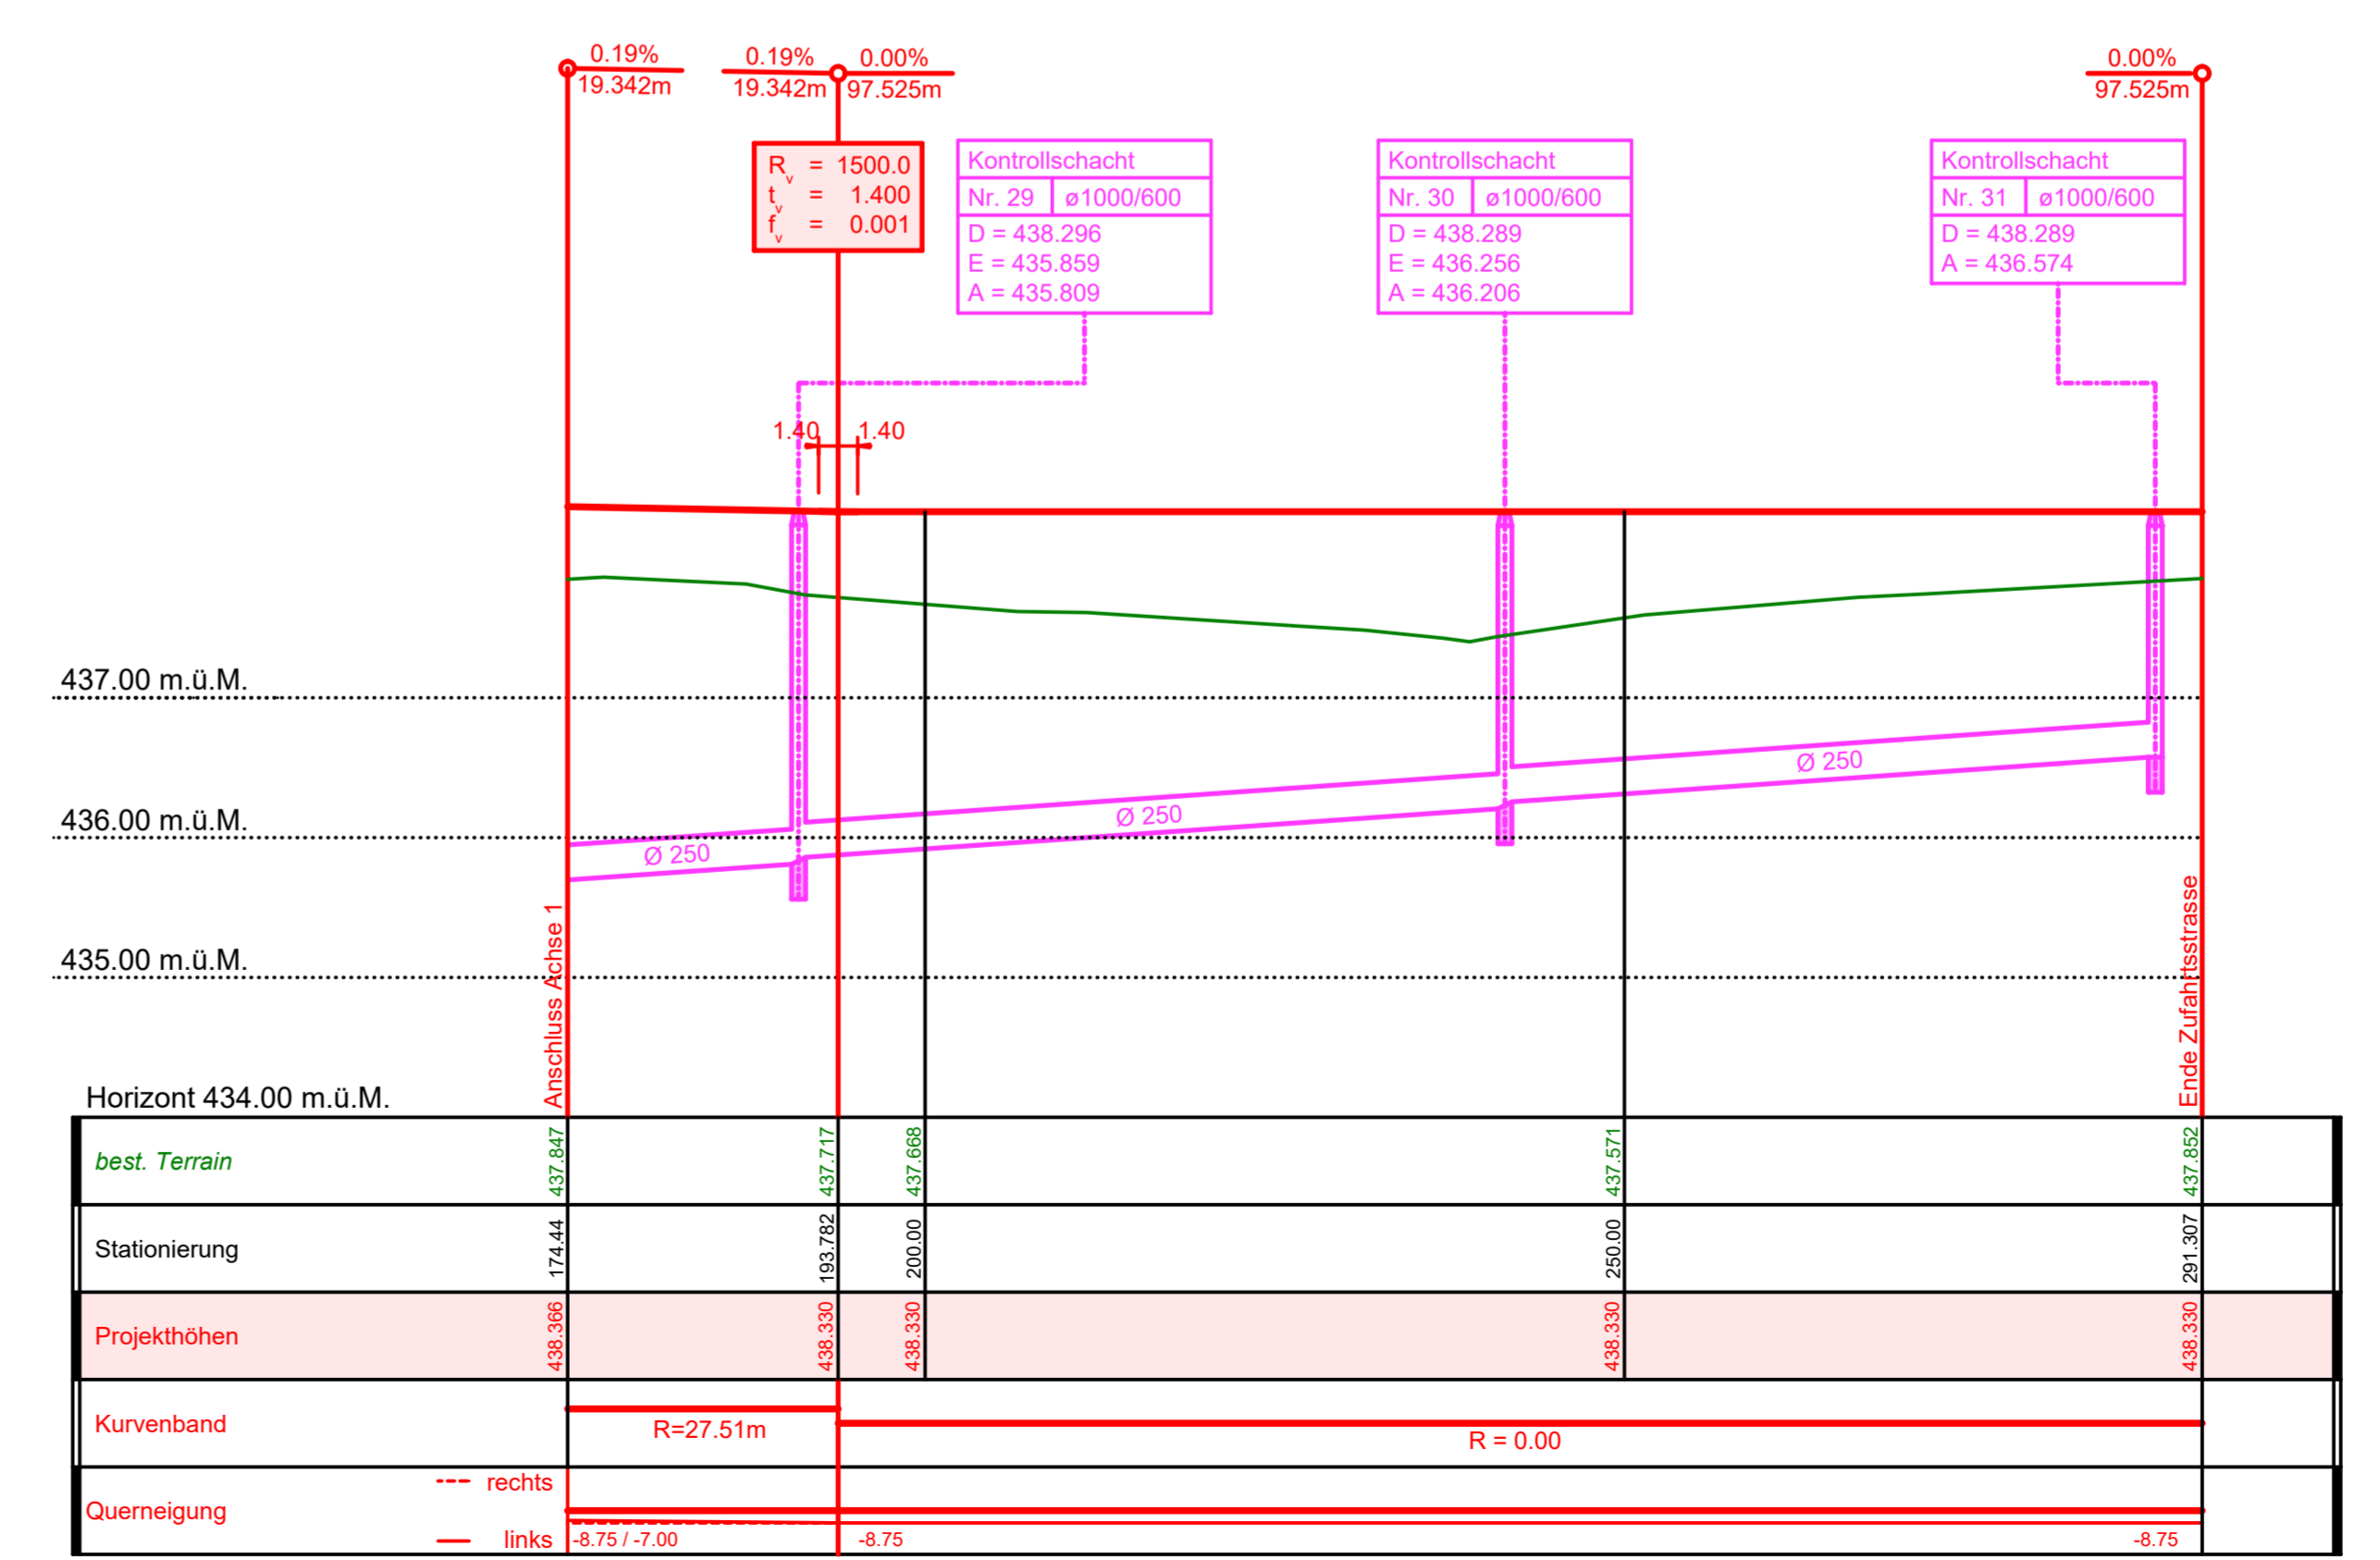 0.19%
19.342m
0.19%
19.342m
0.00%
97.525m
0.00%
97.525m
Rv = 1500.0
tv = 1.400
fv = 0.001
Kontrollschacht
Nr. 29 ø1000/600
D = 438.296
E = 435.859
A = 435.809
Kontrollschacht
Nr. 30 ø1000/600
D = 438.289
E = 436.256
A = 436.206
Kontrollschacht
Nr. 31 ø1000/600
D = 438.289
A = 436.574
1.40 1.40
437.00 m.ü.M.
436.00 m.ü.M.
435.00 m.ü.M.
Ø 250
Ø 250
Ø 250
Anschluss Achse 1
Ende Zufahrtsstrasse
Horizont 434.00 m.ü.M.
best. Terrain 437.847 437.717 437.668 437.571 437.852
Stationierung 174.44 193.782 200.00 250.00 291.307
Projekthöhen 438.366 438.330 438.330 438.330 438.330
Kurvenband R=27.51m R = 0.00
Querneigung
rechts
links
-8.75 / -7.00 -8.75 -8.75